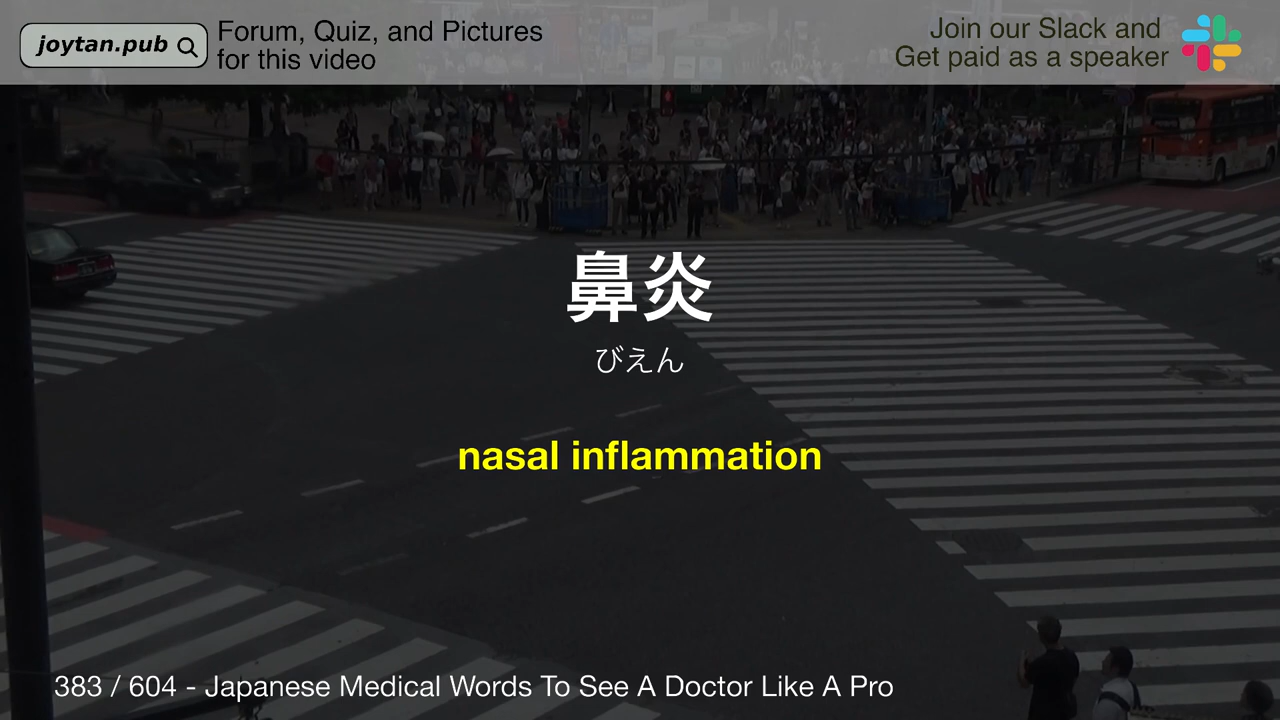 joytan.pub
Forum, Quiz, and Pictures
for this video
Join our Slack and
Get paid as a speaker
鼻炎
びえん
nasal inflammation
383 / 604 - Japanese Medical Words To See A Doctor Like A Pro